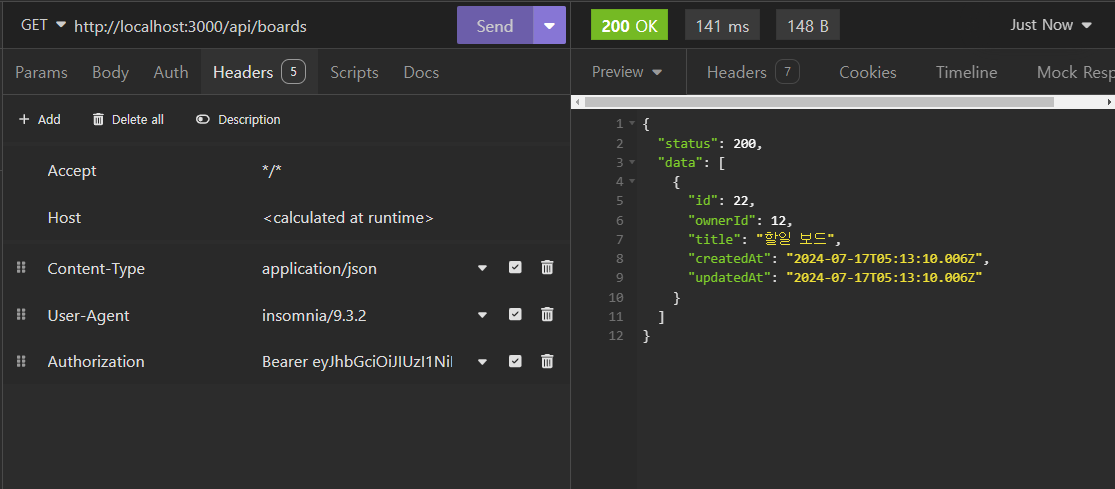 GET http://localhost:3000/api/boards Send
200 OK 141 ms 148 B Just Now
Params Body Auth Headers 5 Scripts Docs
Preview Headers 7 Cookies Timeline Mock Resp
+ Add Delete all Description
Accept */*
Host <calculated at runtime>
Content-Type application/json
User-Agent insomnia/9.3.2
Authorization Bearer eyJhbGciOiJIUzI1NiI
1 {
2 "status": 200,
3 "data": [
4 {
5 "id": 22,
6 "ownerId": 12,
7 "title": "할일 보드",
8 "createdAt": "2024-07-17T05:13:10.006Z",
9 "updatedAt": "2024-07-17T05:13:10.006Z"
10 }
11 ]
12 }